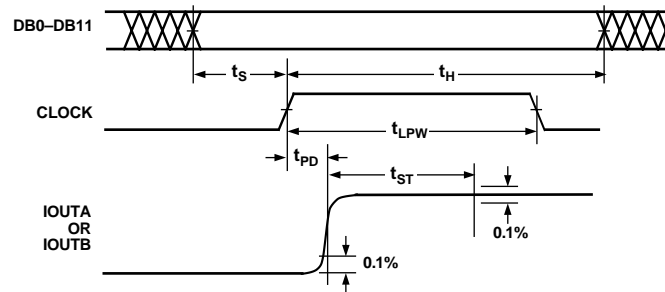 DB0–DB11
tS
tH
CLOCK
tLPW
tPD
tST
IOUTA
OR
IOUTB
0.1%
0.1%